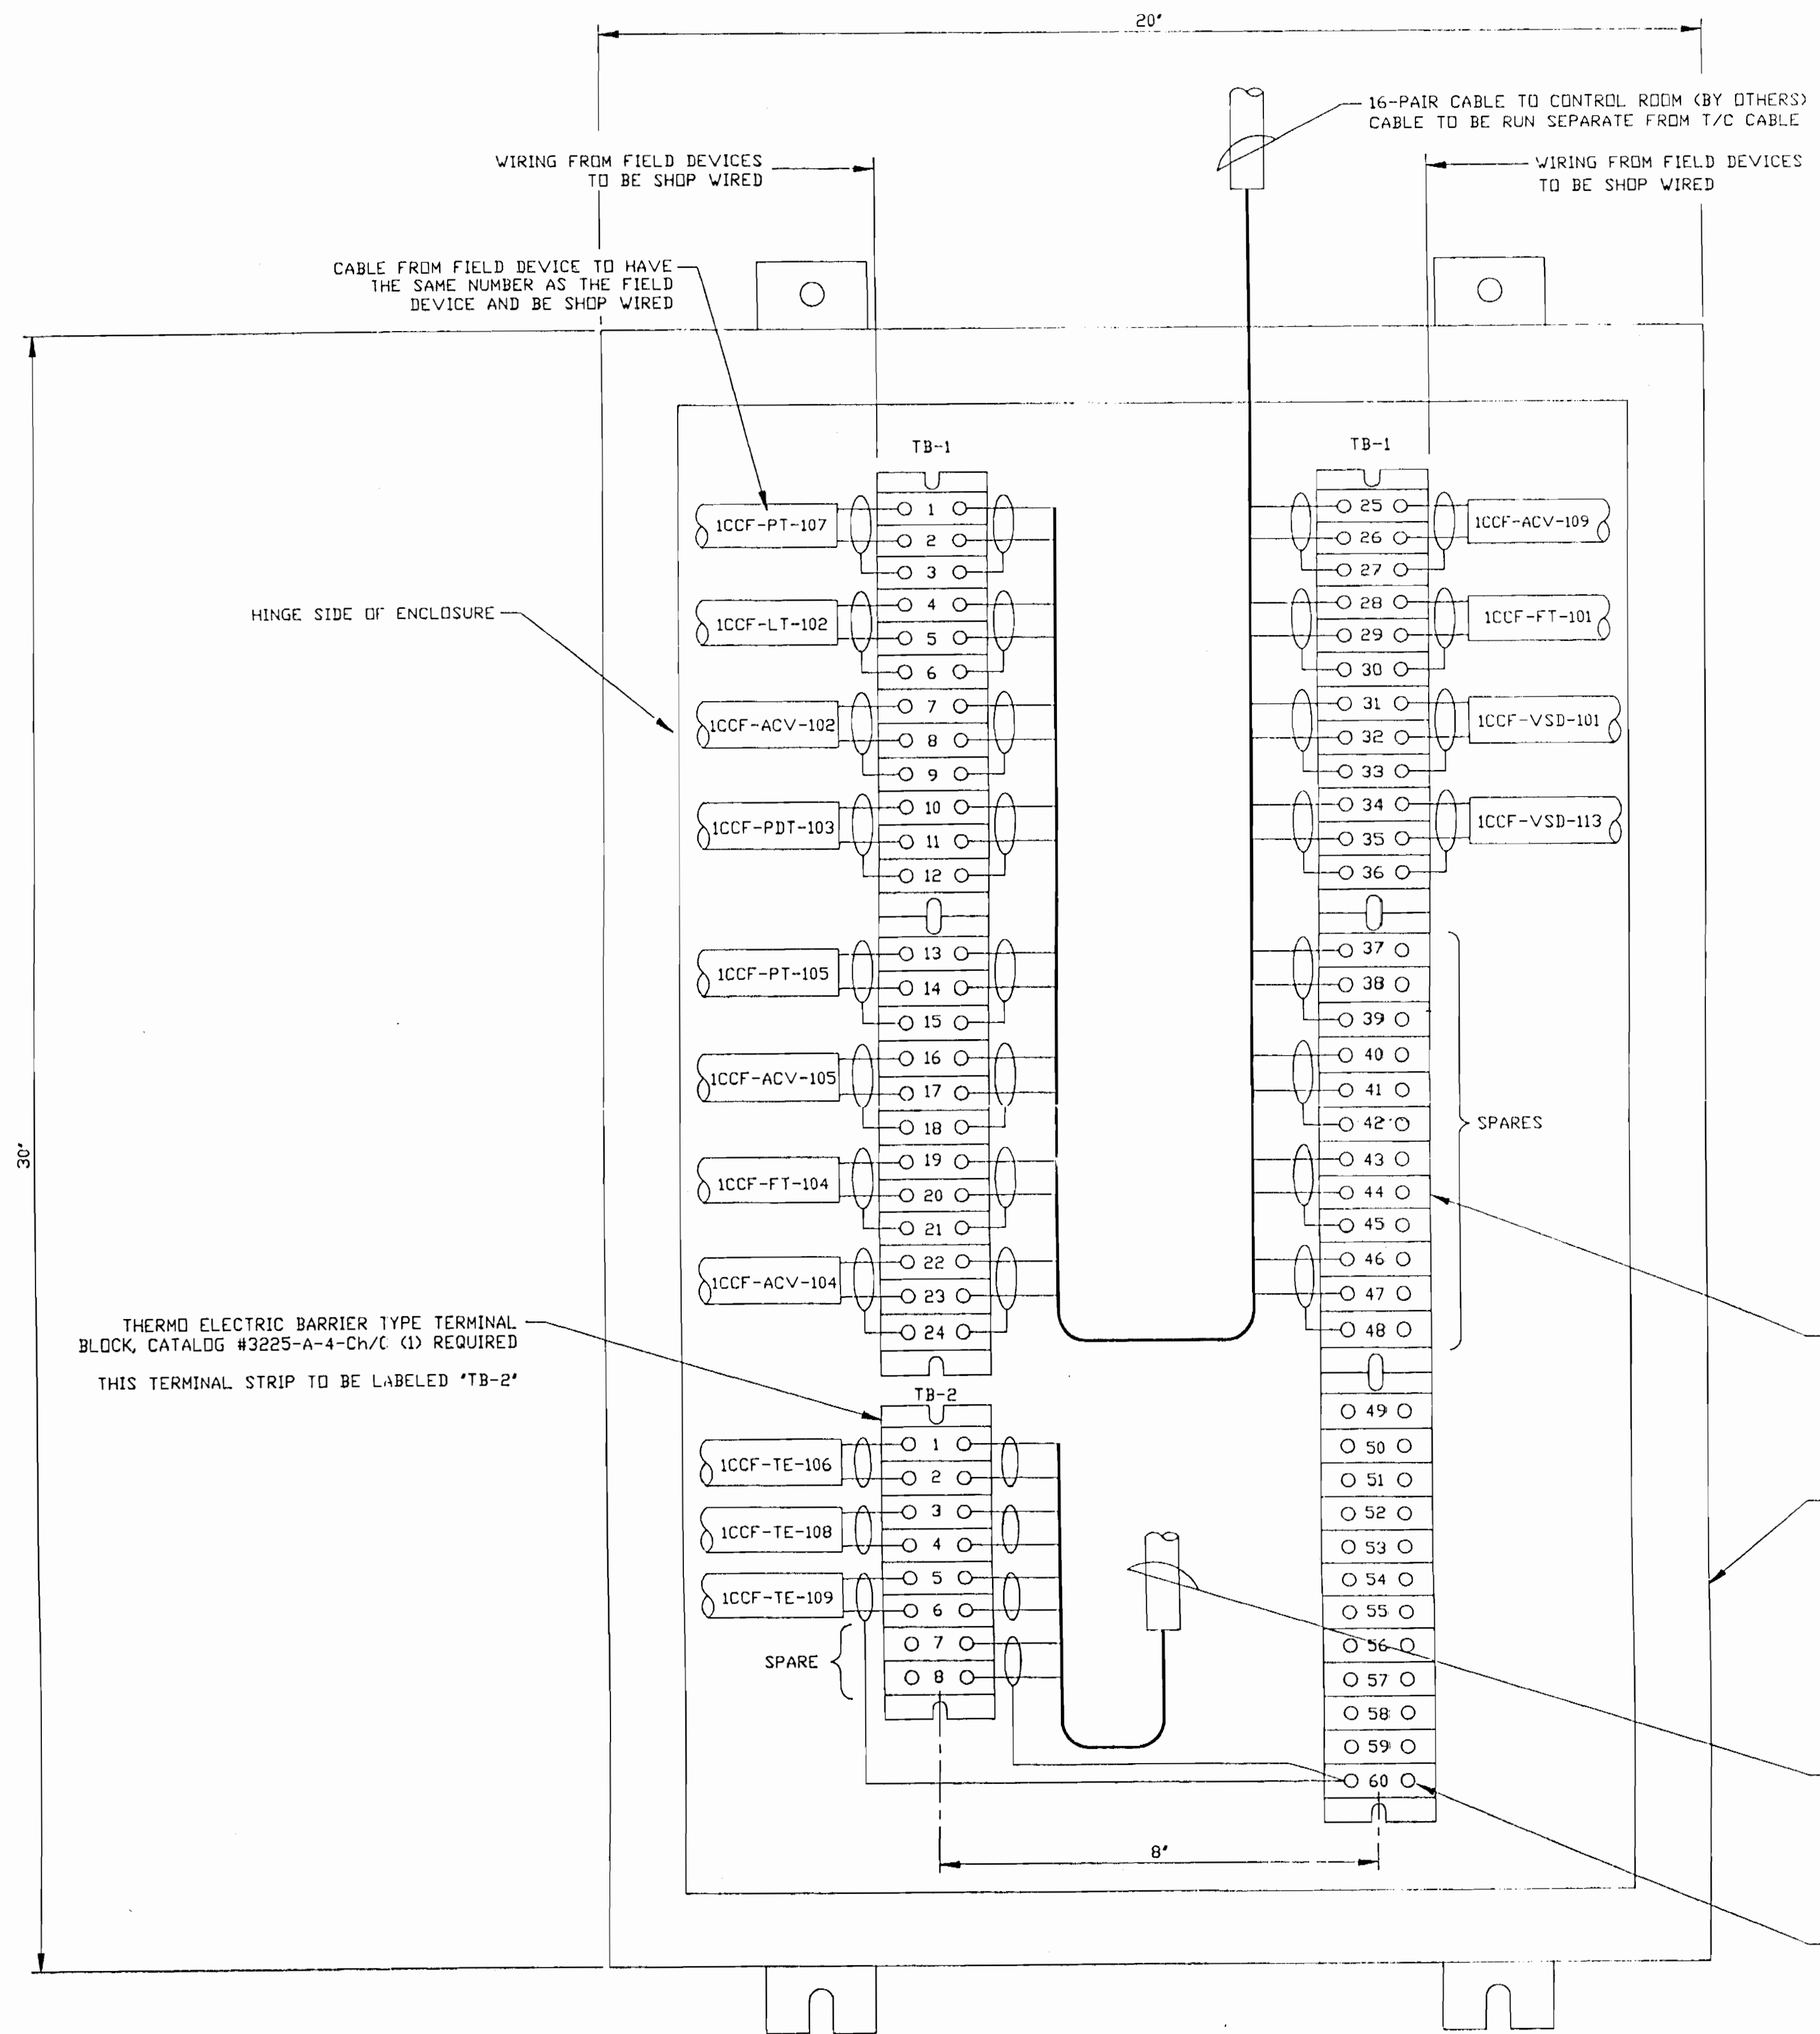 20"
16-PAIR CABLE TO CONTROL ROOM (BY OTHERS)
CABLE TO BE RUN SEPARATE FROM T/C CABLE
WIRING FROM FIELD DEVICES
TO BE SHOP WIRED
WIRING FROM FIELD DEVICES
TO BE SHOP WIRED
CABLE FROM FIELD DEVICE TO HAVE
THE SAME NUMBER AS THE FIELD
DEVICE AND BE SHOP WIRED
HINGE SIDE OF ENCLOSURE
30"
TB-1
1CCF-PT-107
1
2
3
1CCF-LT-102
4
5
6
1CCF-ACV-102
7
8
9
1CCF-PDT-103
10
11
12
1CCF-PT-105
13
14
15
1CCF-ACV-105
16
17
18
1CCF-FT-104
19
20
21
1CCF-ACV-104
22
23
24
TB-1
25
26
27
1CCF-ACV-109
28
29
30
1CCF-FT-101
31
32
33
1CCF-VSD-101
34
35
36
1CCF-VSD-113
37
38
39
40
41
42
43
44
45
46
47
48
SPARES
49
50
51
52
53
54
55
56
57
58
59
60
THERMO ELECTRIC BARRIER TYPE TERMINAL
BLOCK, CATALOG #3225-A-4-Ch/C (1) REQUIRED
THIS TERMINAL STRIP TO BE LABELED "TB-2"
TB-2
1CCF-TE-106
1
2
1CCF-TE-108
3
4
1CCF-TE-109
5
6
SPARE
7
8
8"